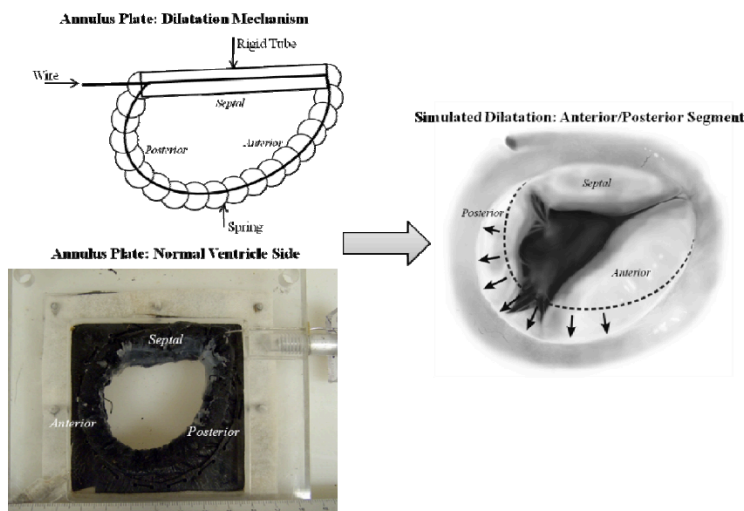 Annulus Plate: Dilatation Mechanism
Rigid Tube
Wire
Septal
Posterior
Anterior
Spring
Annulus Plate: Normal Ventricle Side
Septal
Anterior
Posterior
Simulated Dilatation: Anterior/Posterior Segment
Septal
Posterior
Anterior